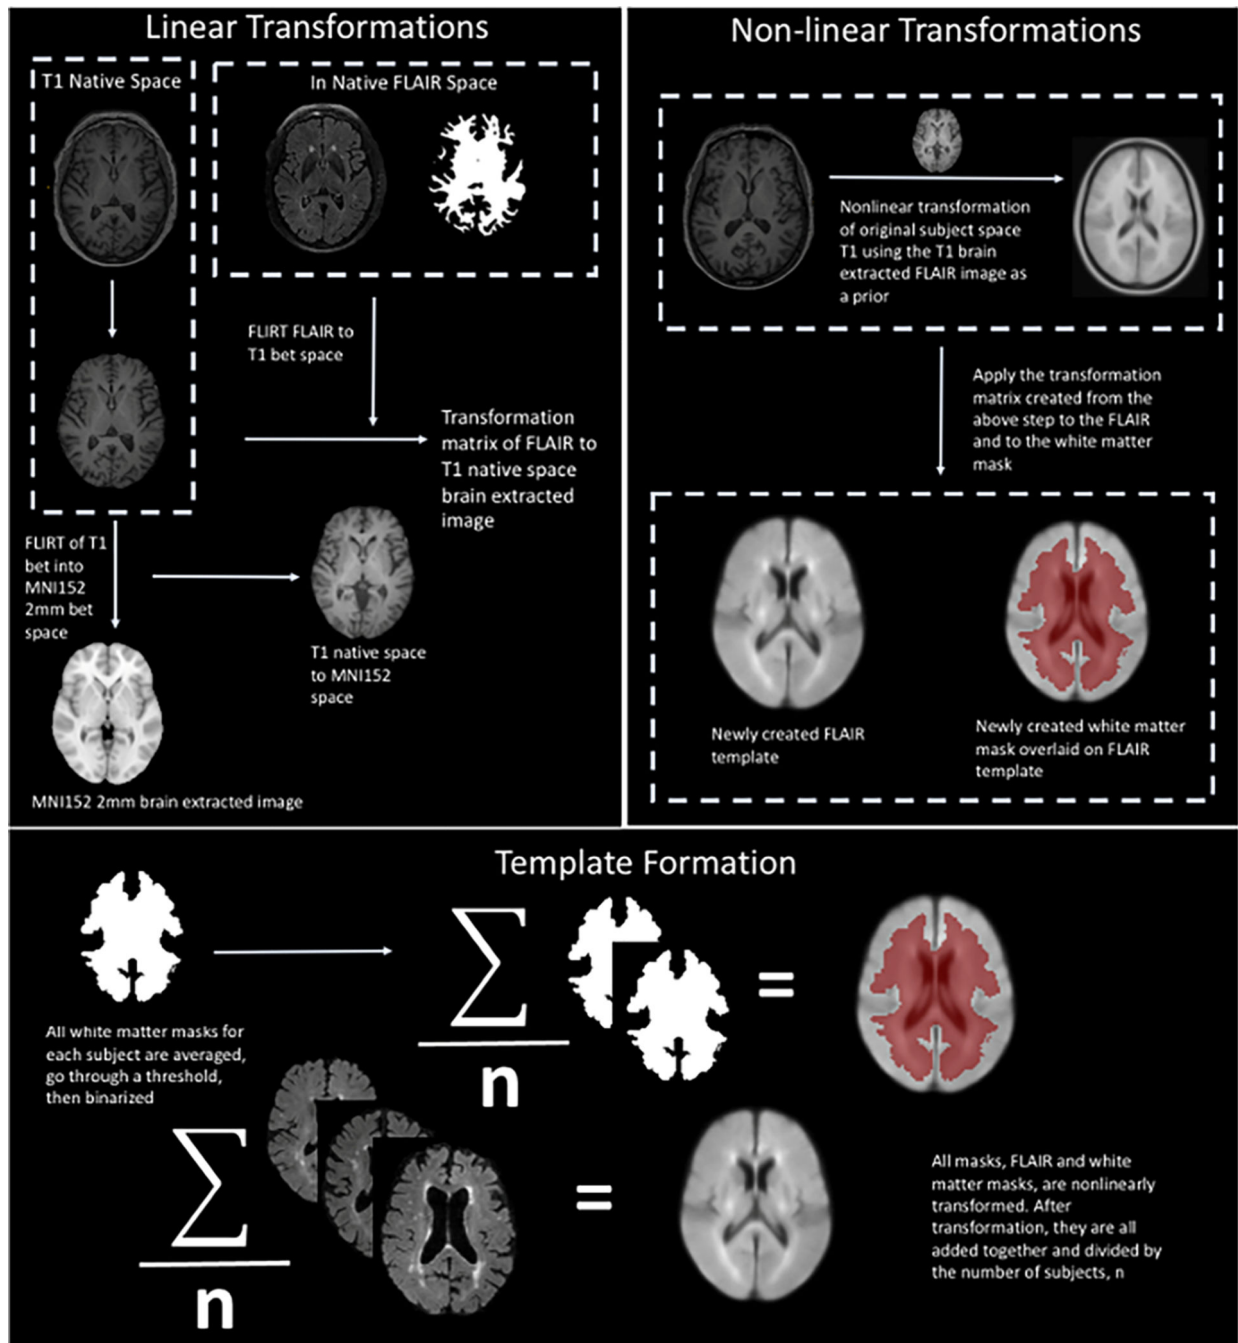 Linear Transformations
T1 Native Space
In Native FLAIR Space
FLIRT FLAIR to
T1 bet space
Transformation
matrix of FLAIR to
T1 native space
brain extracted
image
FLIRT of T1
bet into
MNI152
2mm bet
space
T1 native space
to MNI152
space
MNI152 2mm brain extracted image
Non-linear Transformations
Nonlinear transformation
of original subject space
T1 using the T1 brain
extracted FLAIR image as
a prior
Apply the transformation
matrix created from the
above step to the FLAIR
and to the white matter
mask
Newly created FLAIR
template
Newly created white matter
mask overlaid on FLAIR
template
Template Formation
All white matter masks for
each subject are averaged,
go through a threshold,
then binarized
∑
n
=
∑
n
=
All masks, FLAIR and white
matter masks, are nonlinearly
transformed. After
transformation, they are all
added together and divided by
the number of subjects, n